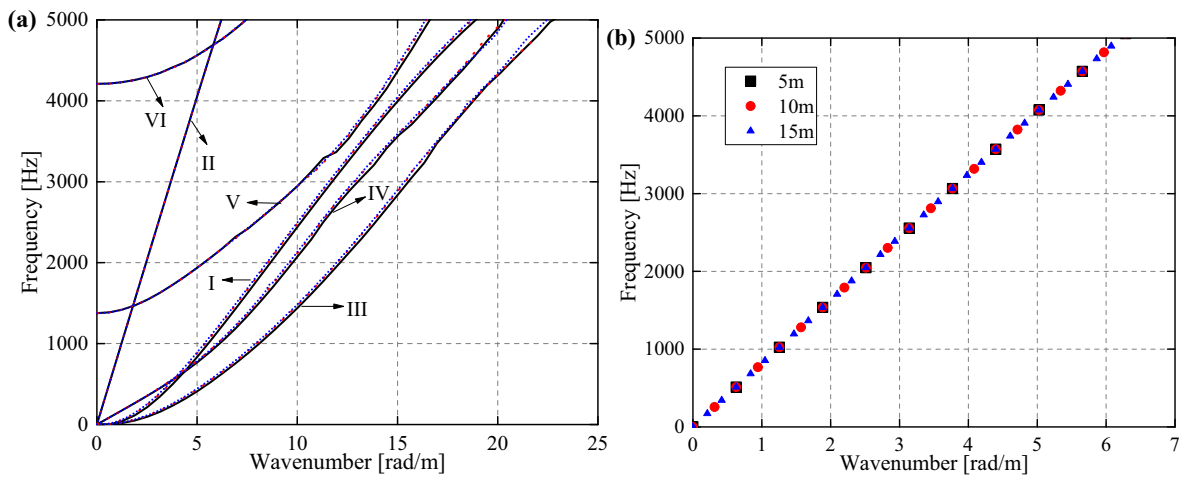 (a)
5000
4000
3000
2000
1000
0
Frequency [Hz]
VI
II
V
IV
I
III
0 5 10 15 20 25
Wavenumber [rad/m]
(b)
5000
4000
3000
2000
1000
0
Frequency [Hz]
5m
10m
15m
0 1 2 3 4 5 6 7
Wavenumber [rad/m]